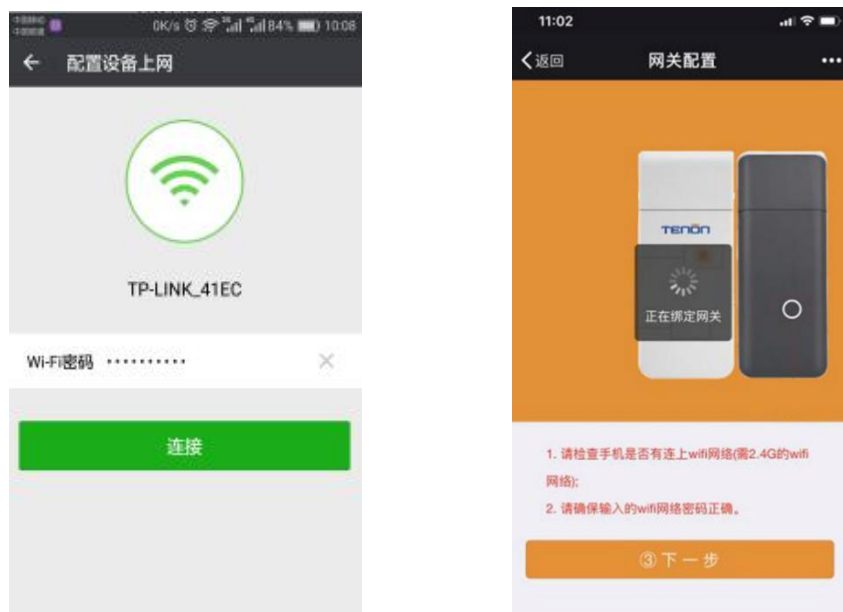 0K/s 84% 10:08
配置设备上网
TP-LINK_41EC
Wi-Fi密码 ··········
连接
11:02
返回 网关配置
TENON
正在绑定网关
1. 请检查手机是否有连上wifi网络(需2.4G的wifi
网络);
2. 请确保输入的wifi网络密码正确。
③下一步